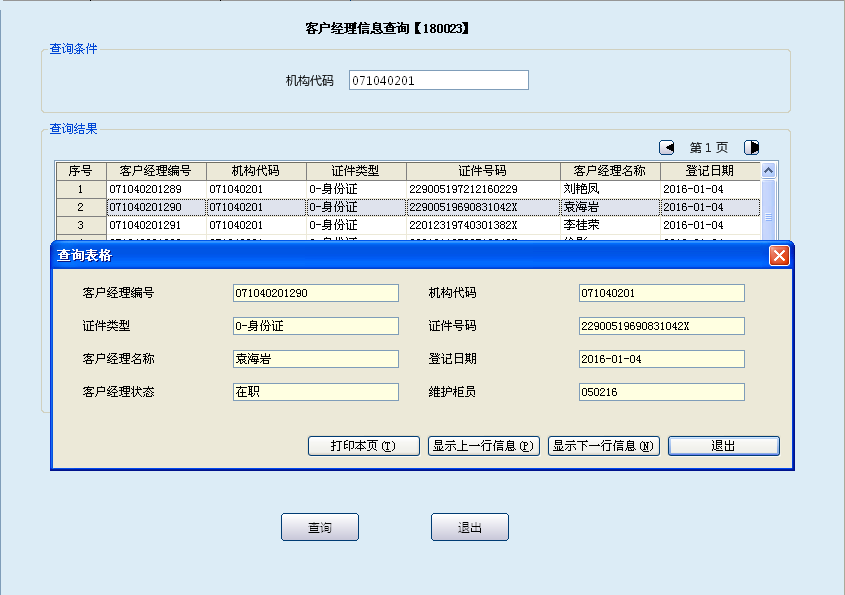 客户经理信息查询【180023】
查询条件
机构代码 071040201
查询结果
第 1 页
序号 客户经理编号 机构代码 证件类型 证件号码 客户经理名称 登记日期
1 071040201289 071040201 0-身份证 229005197212160229 刘艳凤 2016-01-04
2 071040201290 071040201 0-身份证 22900519690831042X 袁海岩 2016-01-04
3 071040201291 071040201 0-身份证 22012319740301382X 李桂荣 2016-01-04
查询表格
客户经理编号 071040201290 机构代码 071040201
证件类型 0-身份证 证件号码 22900519690831042X
客户经理名称 袁海岩 登记日期 2016-01-04
客户经理状态 在职 维护柜员 050216
打印本页(T) 显示上一行信息(P) 显示下一行信息(N) 退出
查询 退出